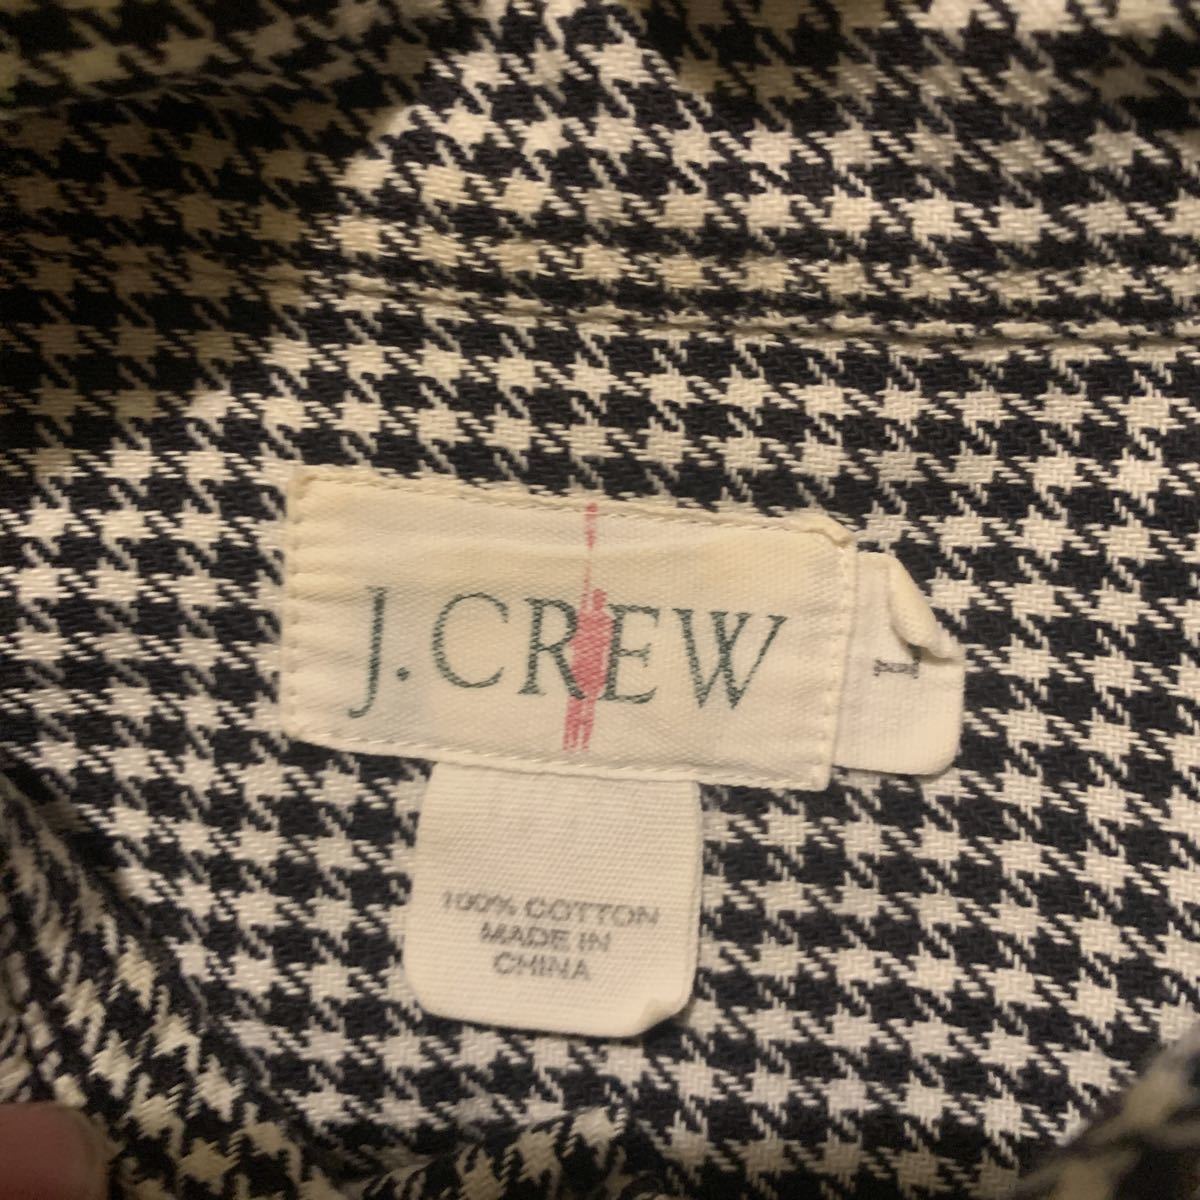 J.CREW
L
100% COTTON
MADE IN
CHINA